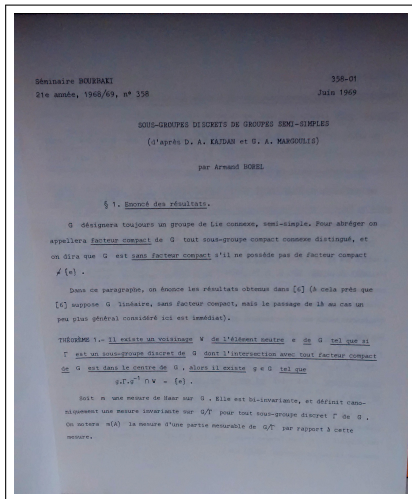 Séminaire BOURBAKI 358-01
21e année, 1968/69, n° 358 Juin 1969
SOUS-GROUPES DISCRETS DE GROUPES SEMI-SIMPLES
(d'après D. A. KAJDAN et G. A. MARGOULIS)
par Armand BOREL
§ 1. Enoncé des résultats.
G désignera toujours un groupe de Lie connexe, semi-simple. Pour abréger on
appellera facteur compact de G tout sous-groupe compact connexe distingué, et
on dira que G est sans facteur compact s'il ne possède pas de facteur compact
≠ {e} .
Dans ce paragraphe, on énonce les résultats obtenus dans [6] (à cela près que
[6] suppose G linéaire, sans facteur compact, mais le passage de là au cas un
peu plus général considéré ici est immédiat).
THÉORÈME 1.- Il existe un voisinage W de l'élément neutre e de G tel que si
Γ est un sous-groupe discret de G dont l'intersection avec tout facteur compact
de G est dans le centre de G . Alors il existe g ∈ G tel que
g.Γ.g⁻¹ ∩ W = {e} .
Soit m une mesure de Haar sur G . Elle est bi-invariante, et définit cano-
niquement une mesure invariante sur G/Γ pour tout sous-groupe discret Γ de G .
On notera m(A) la mesure d'une partie mesurable de G/Γ par rapport à cette
mesure.